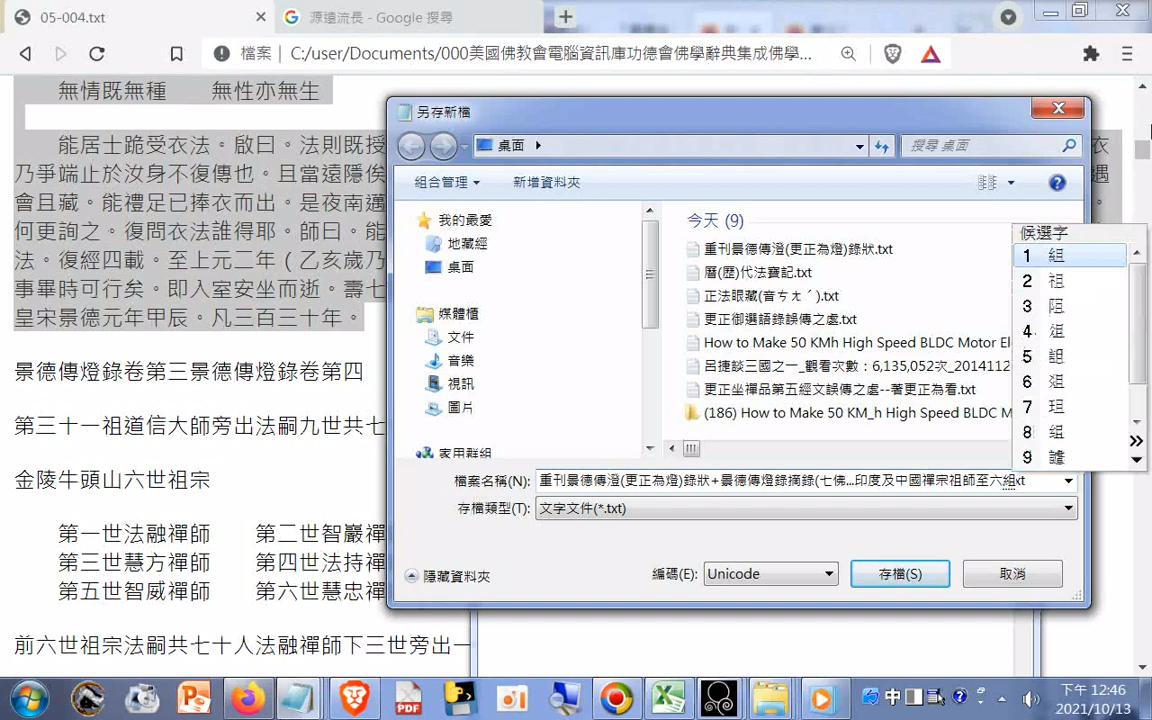 05-004.txt
源遠流長 - Google 搜尋
檔案
C:/user/Documents/000美國佛教會電腦資訊庫功德會佛學辭典集成佛學...
無情既無種　　無性亦無生
能居士跪受衣法。啟曰。法則既授
衣
乃爭端止於汝身不復傳也。且當遠隱俟
遇
會且藏。能禮足已捧衣而出。是夜南邁
。
何更詢之。復問衣法誰得耶。師曰。能
法。復經四載。至上元二年（乙亥歲乃
事畢時可行矣。即入室安坐而逝。壽七
皇宋景德元年甲辰。凡三百三十年。
景德傳燈錄卷第三景德傳燈錄卷第四
第三十一祖道信大師旁出法嗣九世共七
金陵牛頭山六世祖宗
第一世法融禪師　　第二世智巖禪
第三世慧方禪師　　第四世法持禪
第五世智威禪師　　第六世慧忠禪
前六世祖宗法嗣共七十人法融禪師下三世旁出一
另存新檔
桌面
搜尋 桌面
組合管理
新增資料夾
我的最愛
地藏經
桌面
媒體櫃
文件
音樂
視訊
圖片
家用群組
今天 (9)
重刊景德傳澄(更正為燈)錄狀.txt
曆(歷)代法寶記.txt
正法眼藏(音ㄘㄤˊ).txt
更正御選語錄錄誤傳之處.txt
How to Make 50 KMh High Speed BLDC Motor El
呂捷談三國之一_觀看次數：6,135,052次_20141112
更正坐禪品第五經文誤傳之處--著更正為看.txt
(186) How to Make 50 KM_h High Speed BLDC M
檔案名稱(N):
重刊景德傳澄(更正為燈)錄狀+景德傳燈錄摘錄(七佛...印度及中國禪宗祖師至六組xt
存檔類型(T):
文字文件(*.txt)
隱藏資料夾
編碼(E):
Unicode
存檔(S)
取消
候選字
1 組
2 祖
3 阻
4 俎
5 詛
6 沮
7 珇
8 组
9 謯
中
下午 12:46
2021/10/13